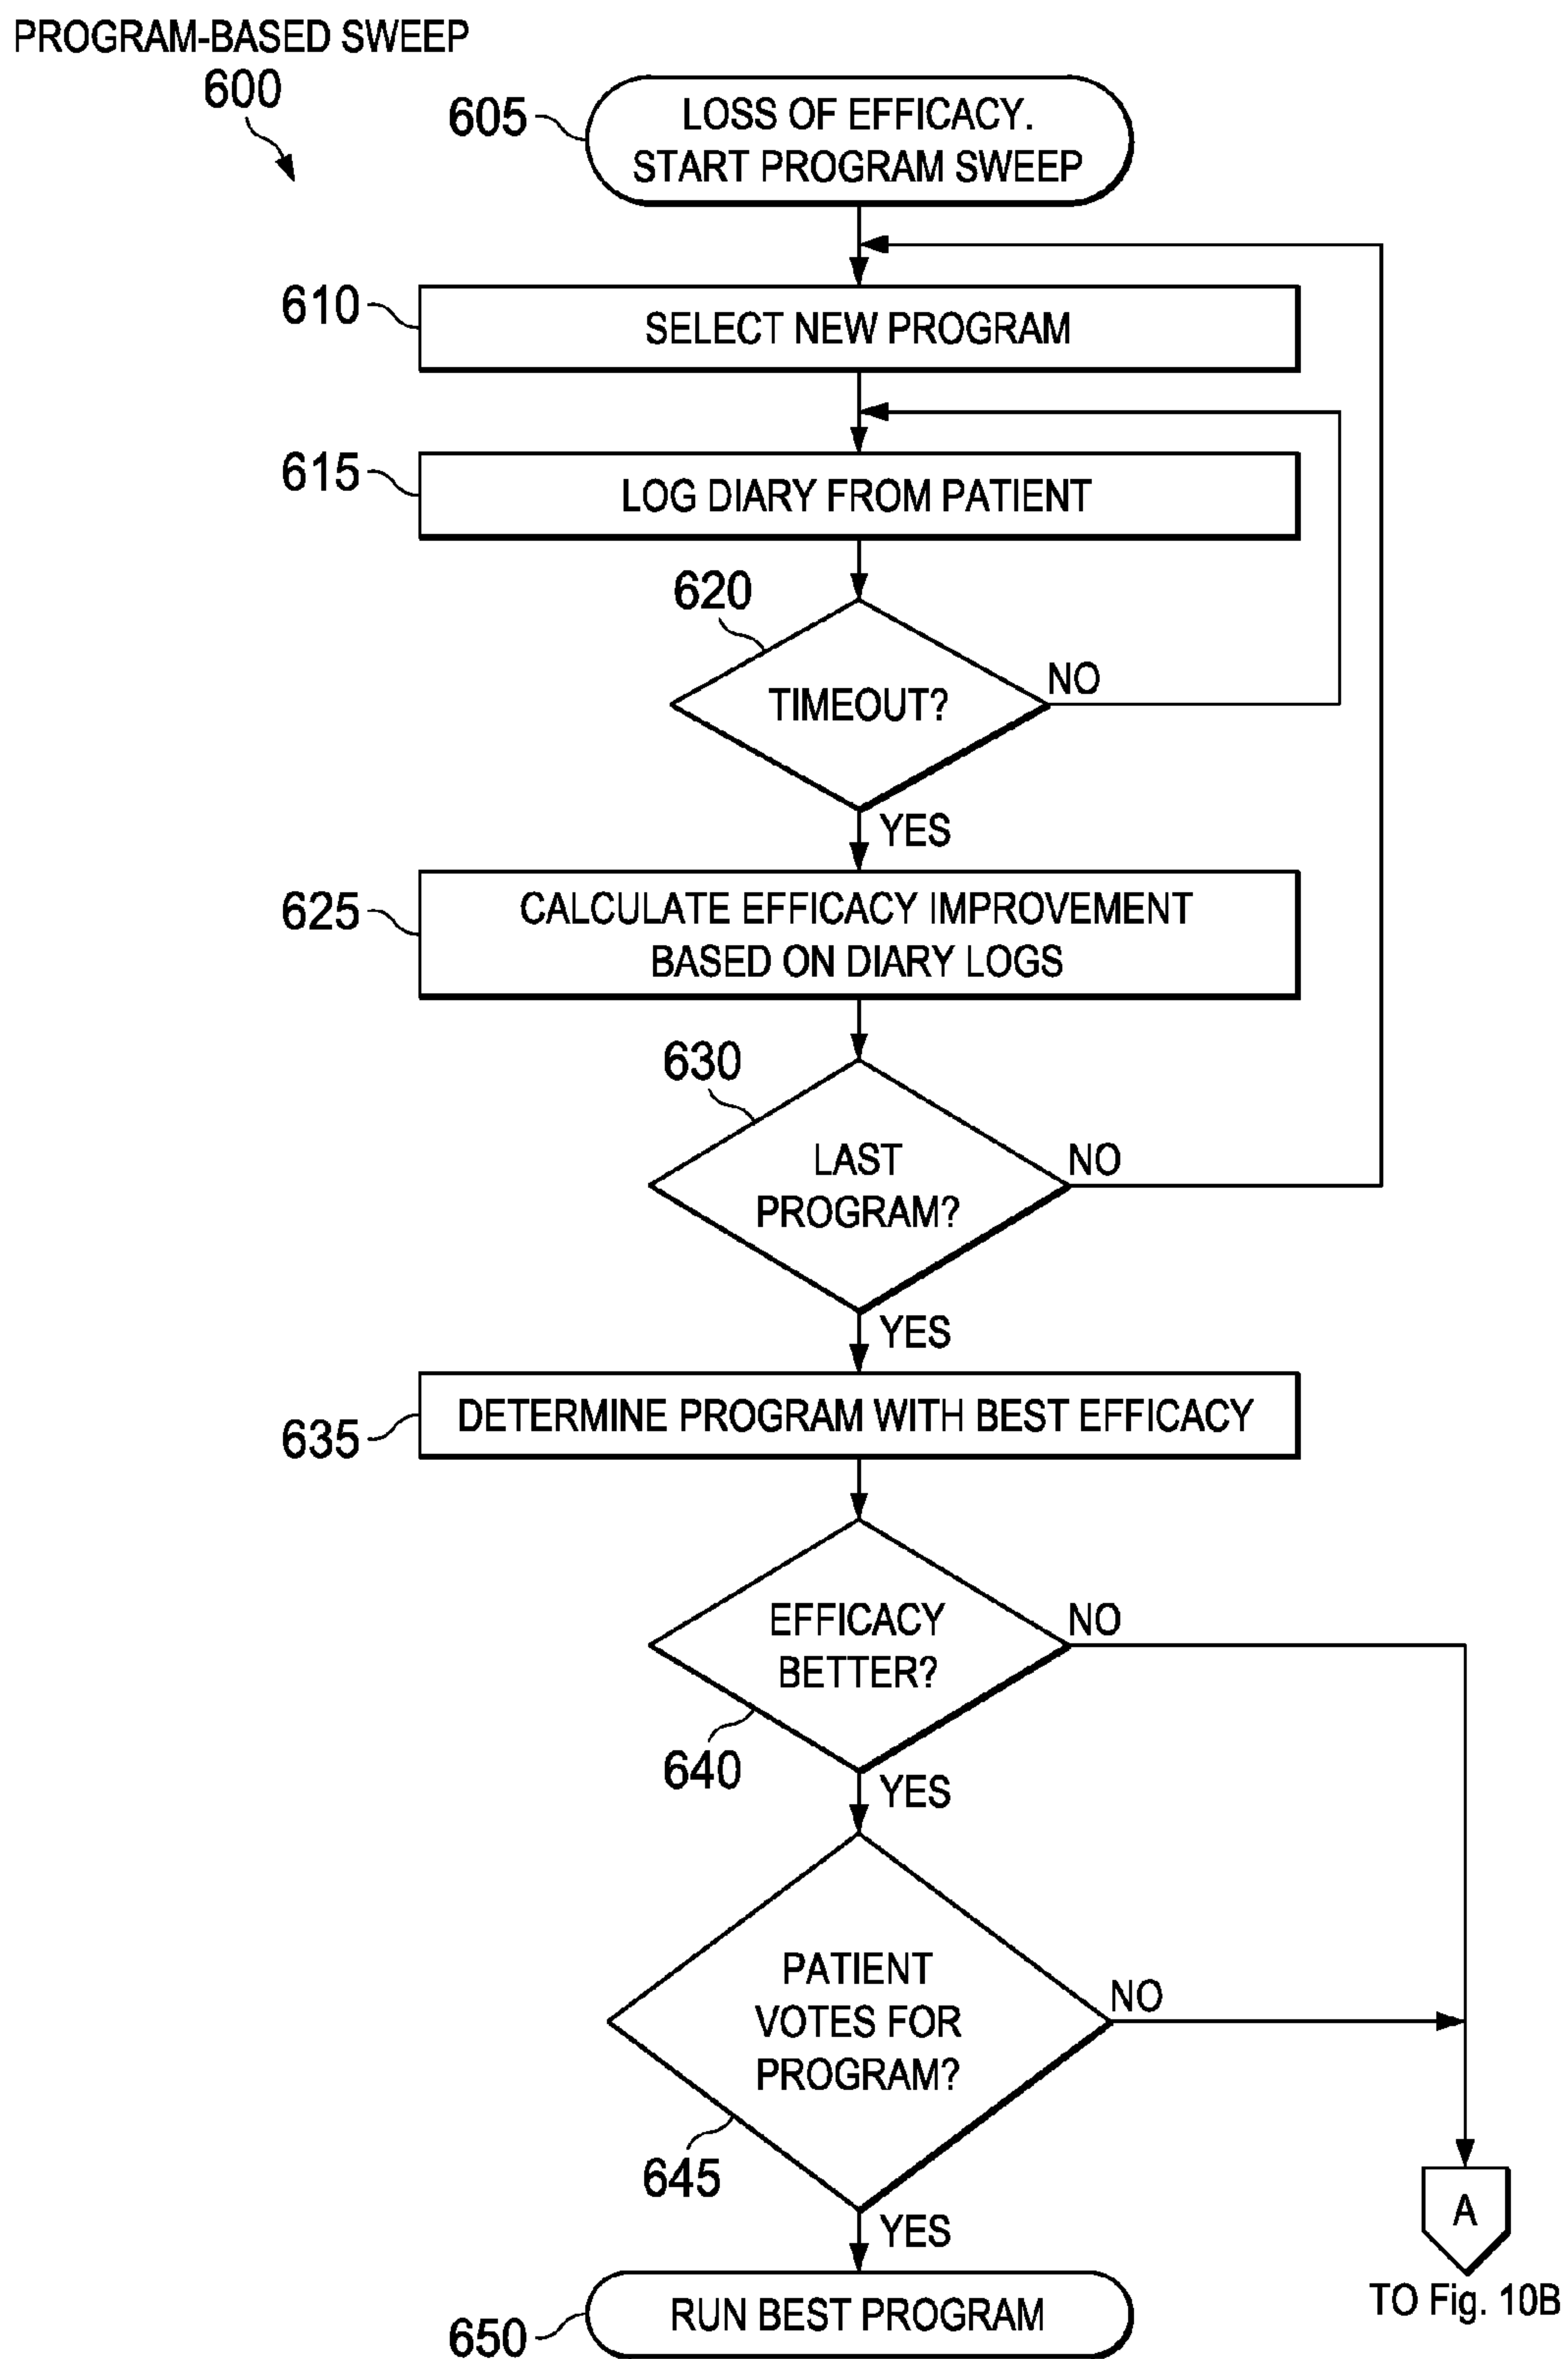 PROGRAM-BASED SWEEP
600
605
LOSS OF EFFICACY.
START PROGRAM SWEEP
610
SELECT NEW PROGRAM
615
LOG DIARY FROM PATIENT
620
TIMEOUT?
NO
YES
625
CALCULATE EFFICACY IMPROVEMENT
BASED ON DIARY LOGS
630
LAST
PROGRAM?
NO
YES
635
DETERMINE PROGRAM WITH BEST EFFICACY
EFFICACY
BETTER?
NO
640
YES
PATIENT
VOTES FOR
PROGRAM?
NO
645
YES
A
TO Fig. 10B
650
RUN BEST PROGRAM